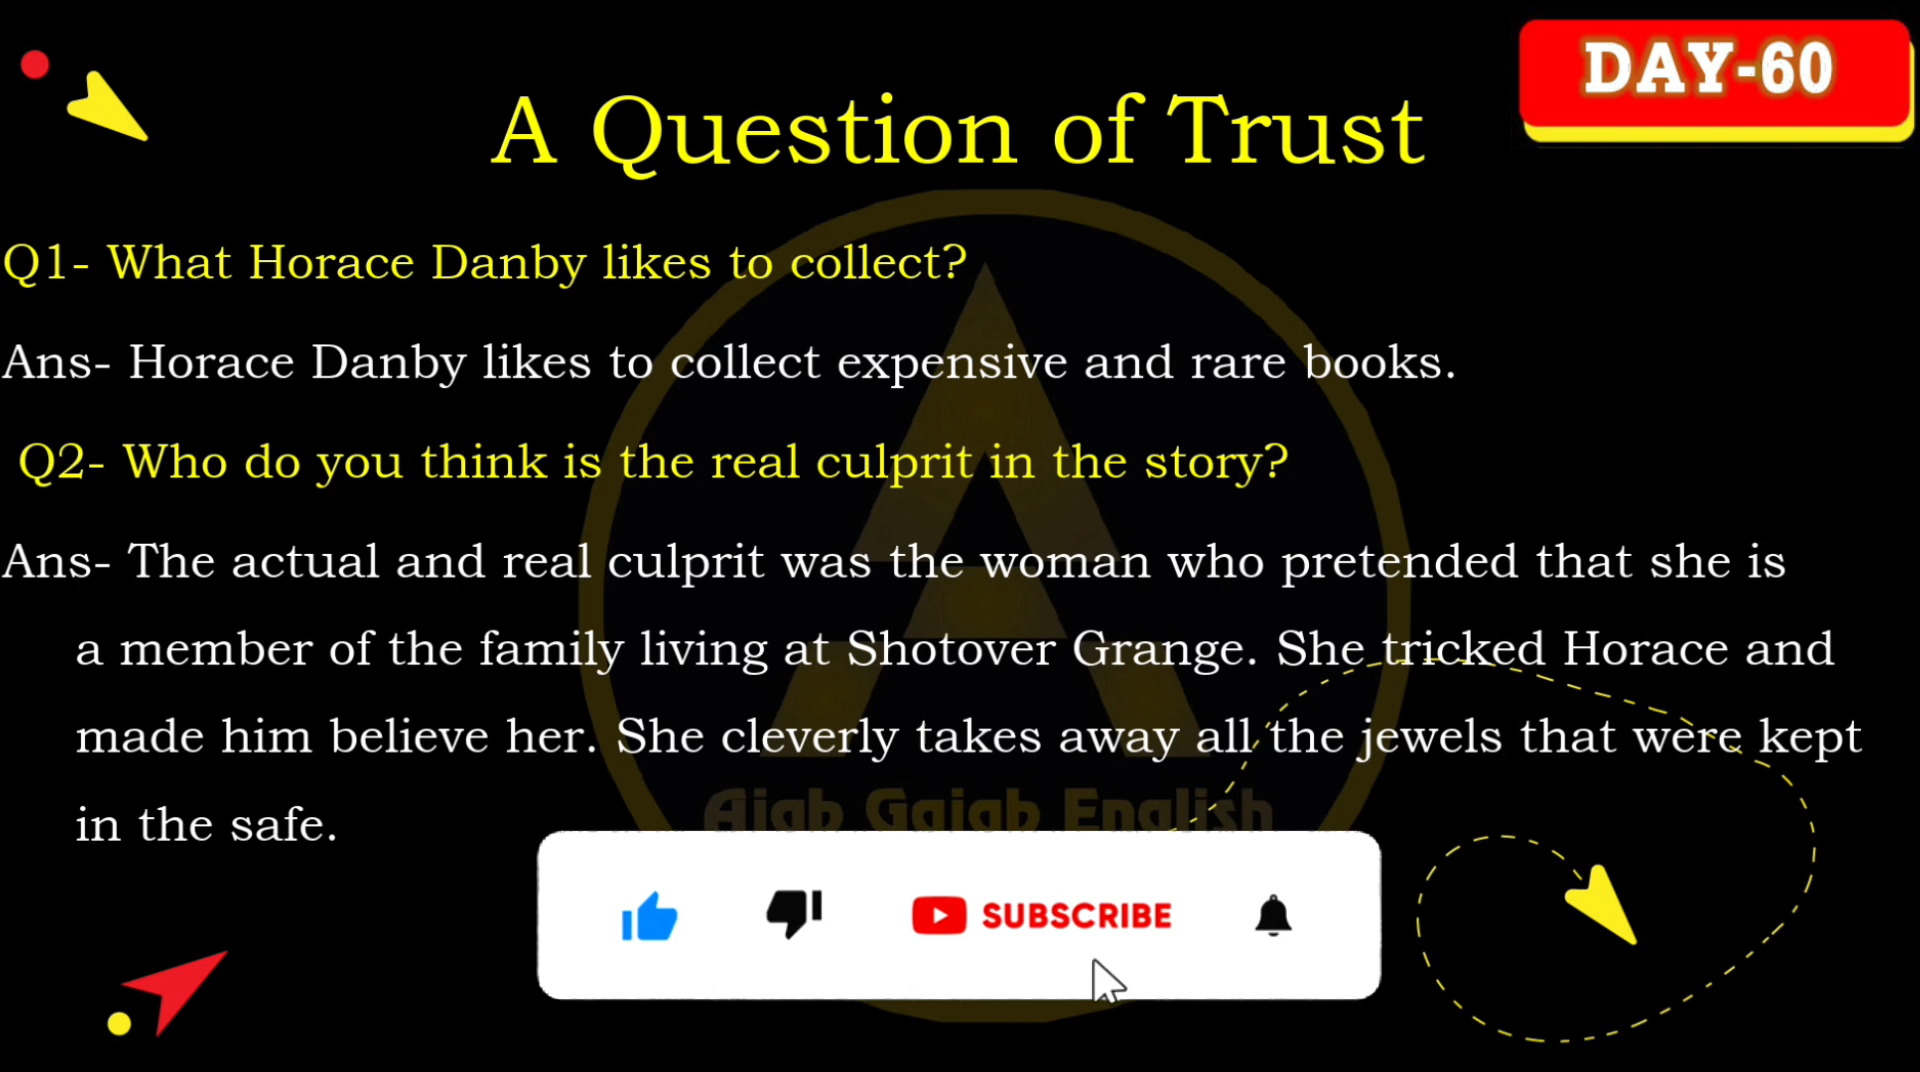 DAY-60
A Question of Trust
Q1- What Horace Danby likes to collect?
Ans- Horace Danby likes to collect expensive and rare books.
Q2- Who do you think is the real culprit in the story?
Ans- The actual and real culprit was the woman who pretended that she is
a member of the family living at Shotover Grange. She tricked Horace and
made him believe her. She cleverly takes away all the jewels that were kept
in the safe.
Ajab Gajab English
SUBSCRIBE